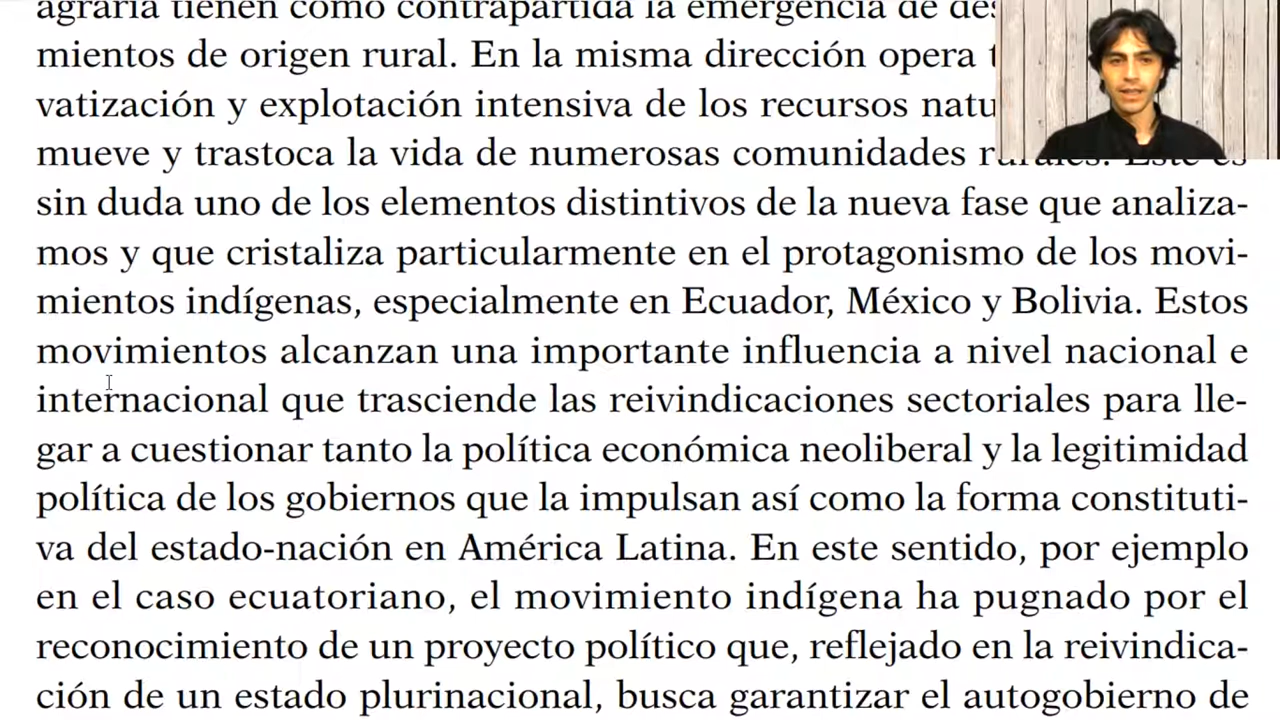 agraria tienen como contrapartida la emergencia de
mientos de origen rural. En la misma dirección opera
vatización y explotación intensiva de los recursos
mueve y trastoca la vida de numerosas comunidades rurales. Este es
sin duda uno de los elementos distintivos de la nueva fase que analiza-
mos y que cristaliza particularmente en el protagonismo de los movi-
mientos indígenas, especialmente en Ecuador, México y Bolivia. Estos
movimientos alcanzan una importante influencia a nivel nacional e
internacional que trasciende las reivindicaciones sectoriales para lle-
gar a cuestionar tanto la política económica neoliberal y la legitimidad
política de los gobiernos que la impulsan así como la forma constituti-
va del estado-nación en América Latina. En este sentido, por ejemplo
en el caso ecuatoriano, el movimiento indígena ha pugnado por el
reconocimiento de un proyecto político que, reflejado en la reivindica-
ción de un estado plurinacional, busca garantizar el autogobierno de